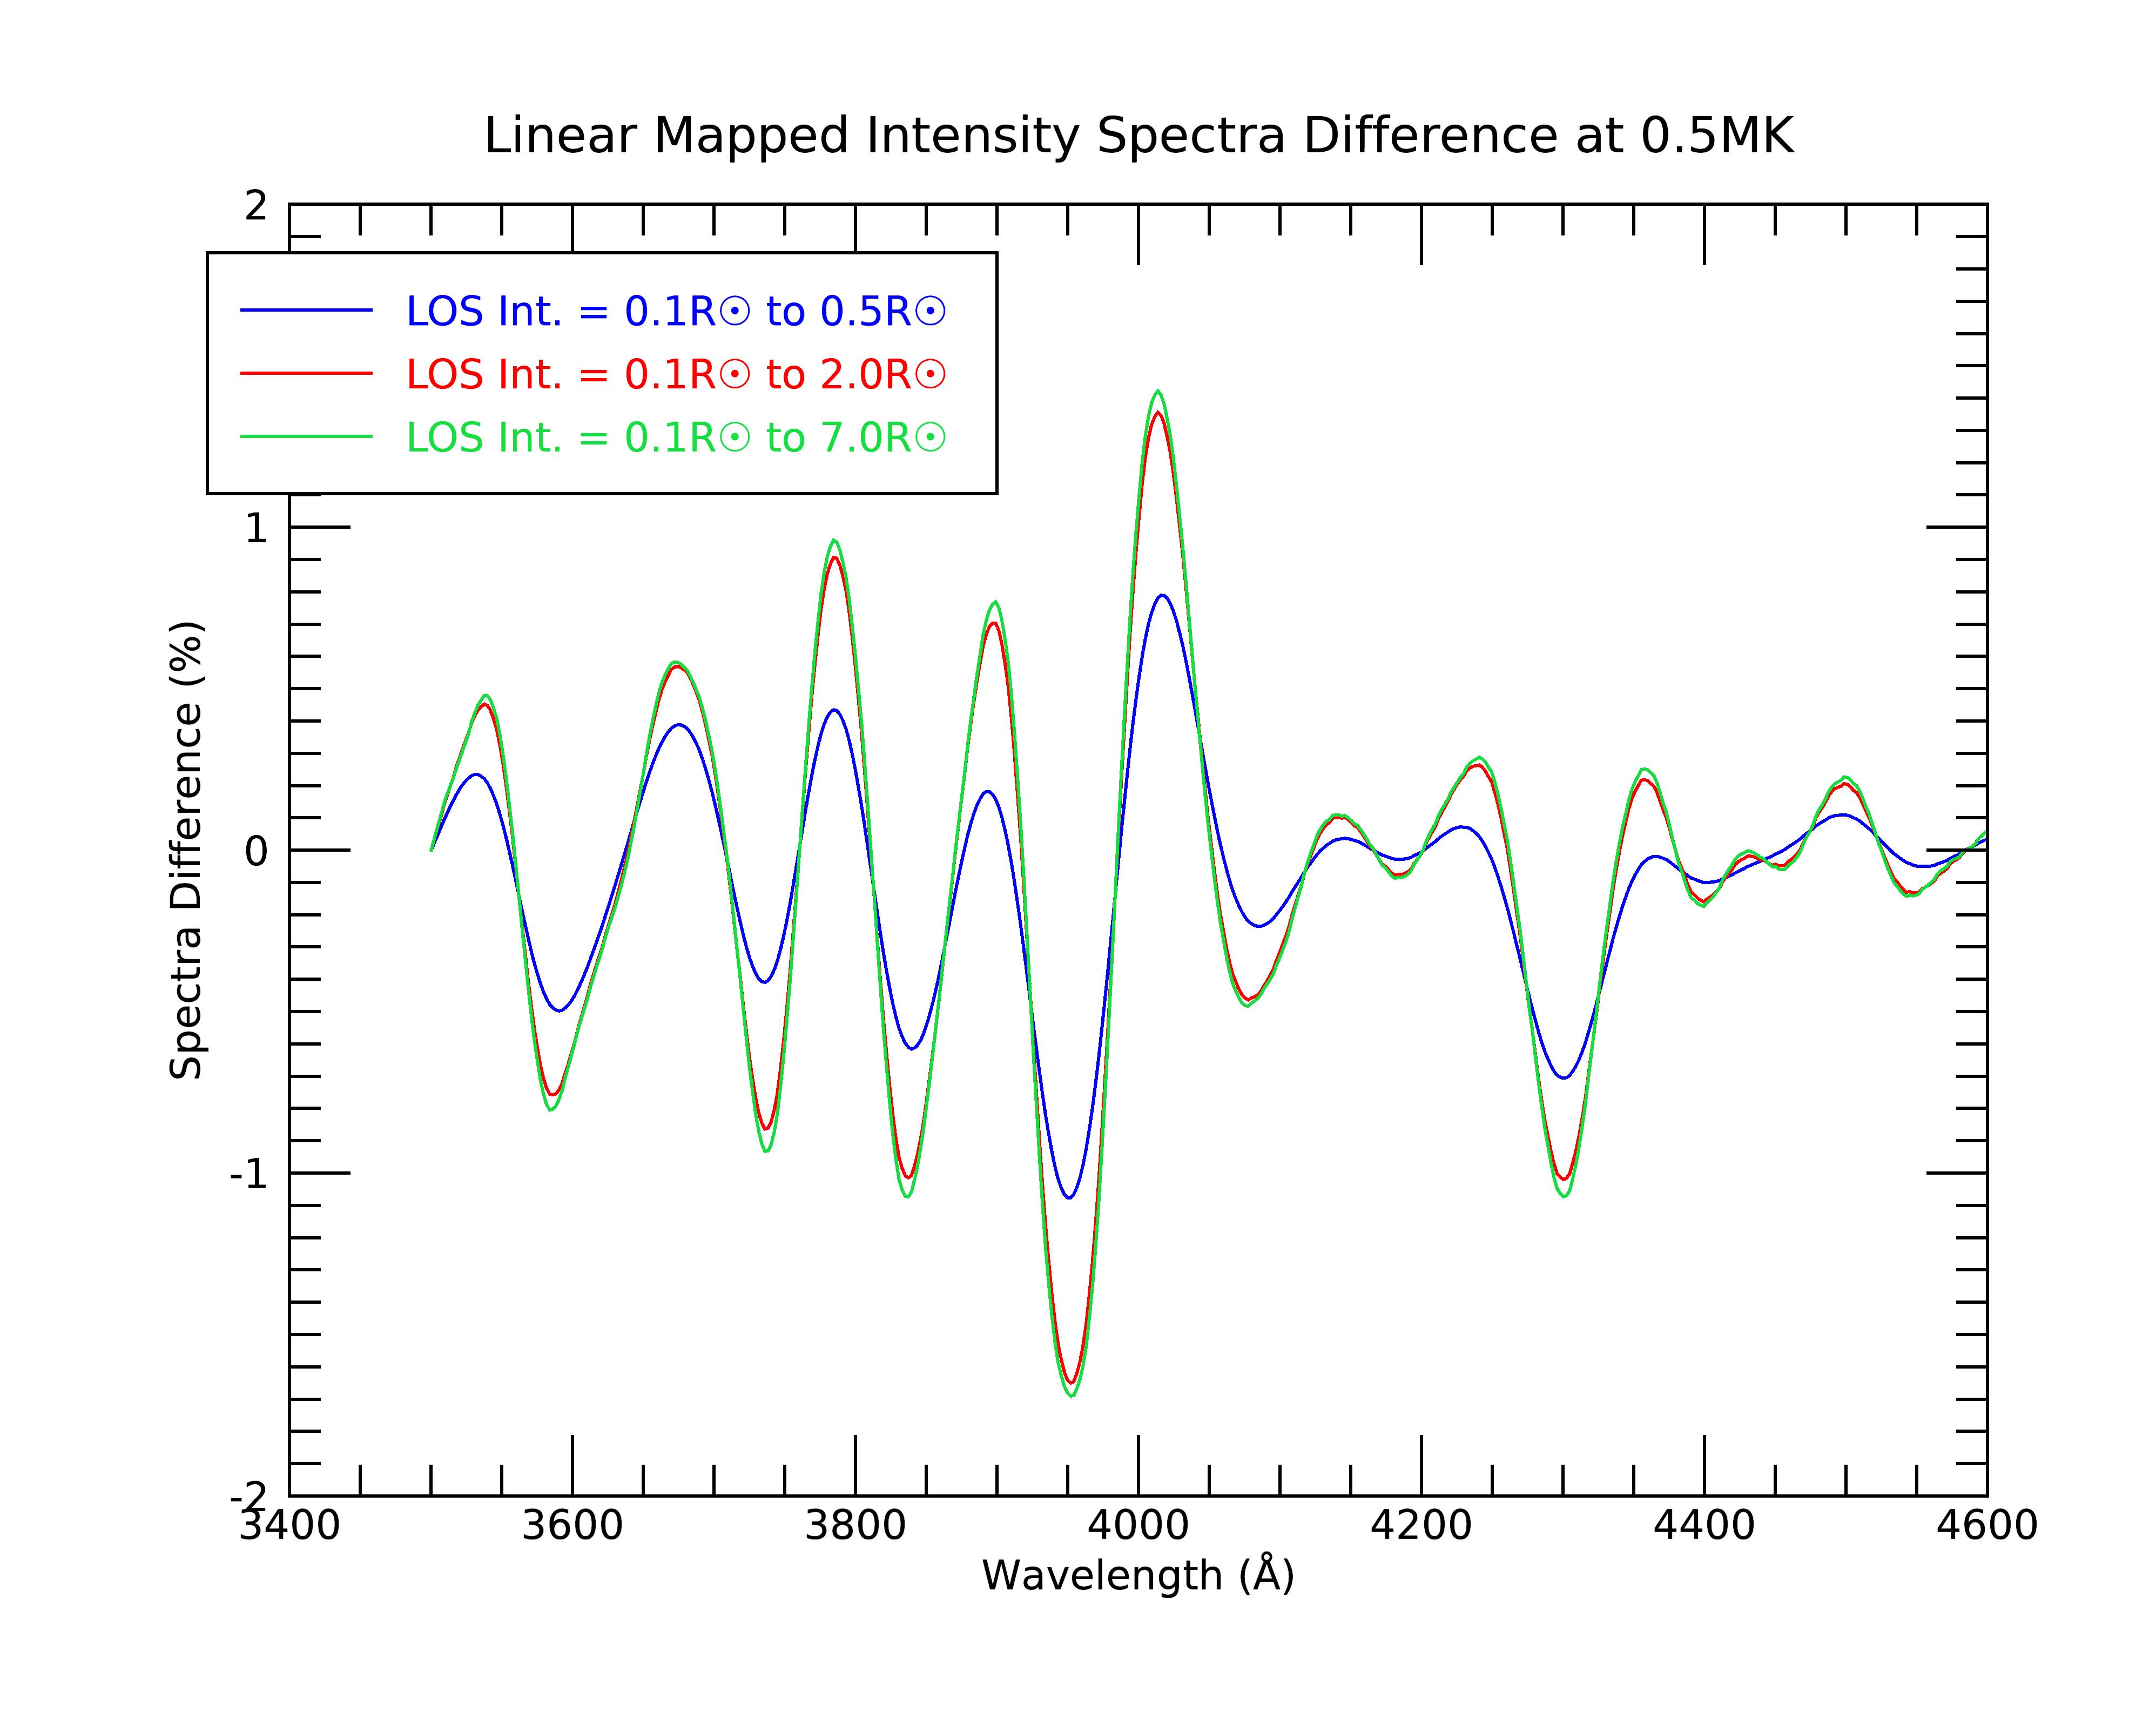 Linear Mapped Intensity Spectra Difference at 0.5MK
2
LOS Int. = 0.1R☉ to 0.5R☉
LOS Int. = 0.1R☉ to 2.0R☉
LOS Int. = 0.1R☉ to 7.0R☉
1
0
-1
-2
Spectra Difference (%)
3400 3600 3800 4000 4200 4400 4600
Wavelength (Å)